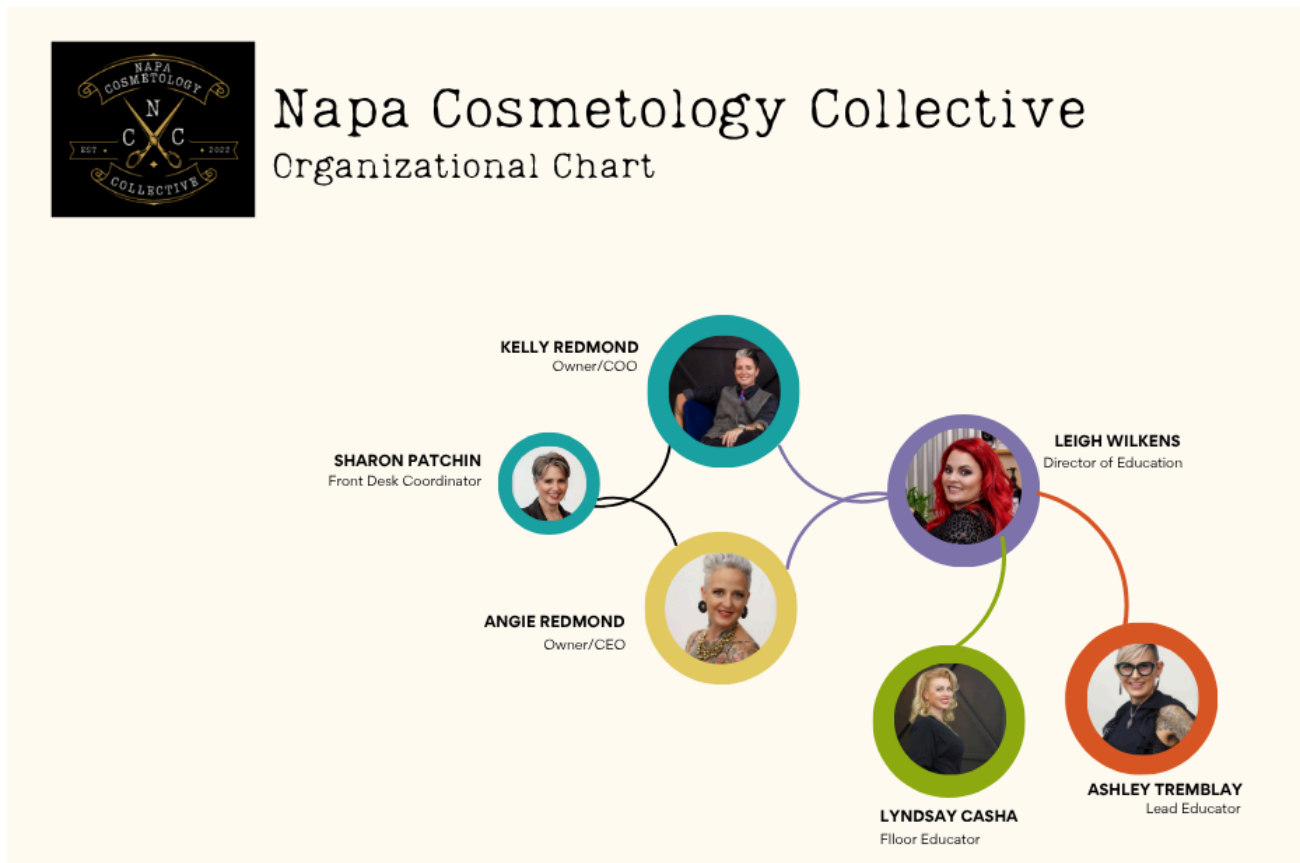 NAPA
COSMETOLOGY
N
C C
EST. 2022
COLLECTIVE
Napa Cosmetology Collective
Organizational Chart
KELLY REDMOND
Owner/COO
SHARON PATCHIN
Front Desk Coordinator
LEIGH WILKENS
Director of Education
ANGIE REDMOND
Owner/CEO
ASHLEY TREMBLAY
Lead Educator
LYNDSAY CASHA
Flloor Educator